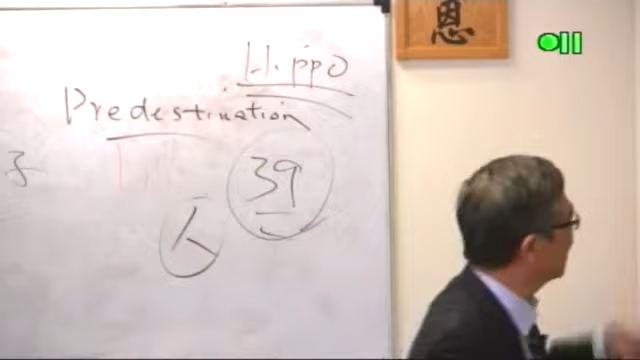 恩
Hippo
Predestination
39
人